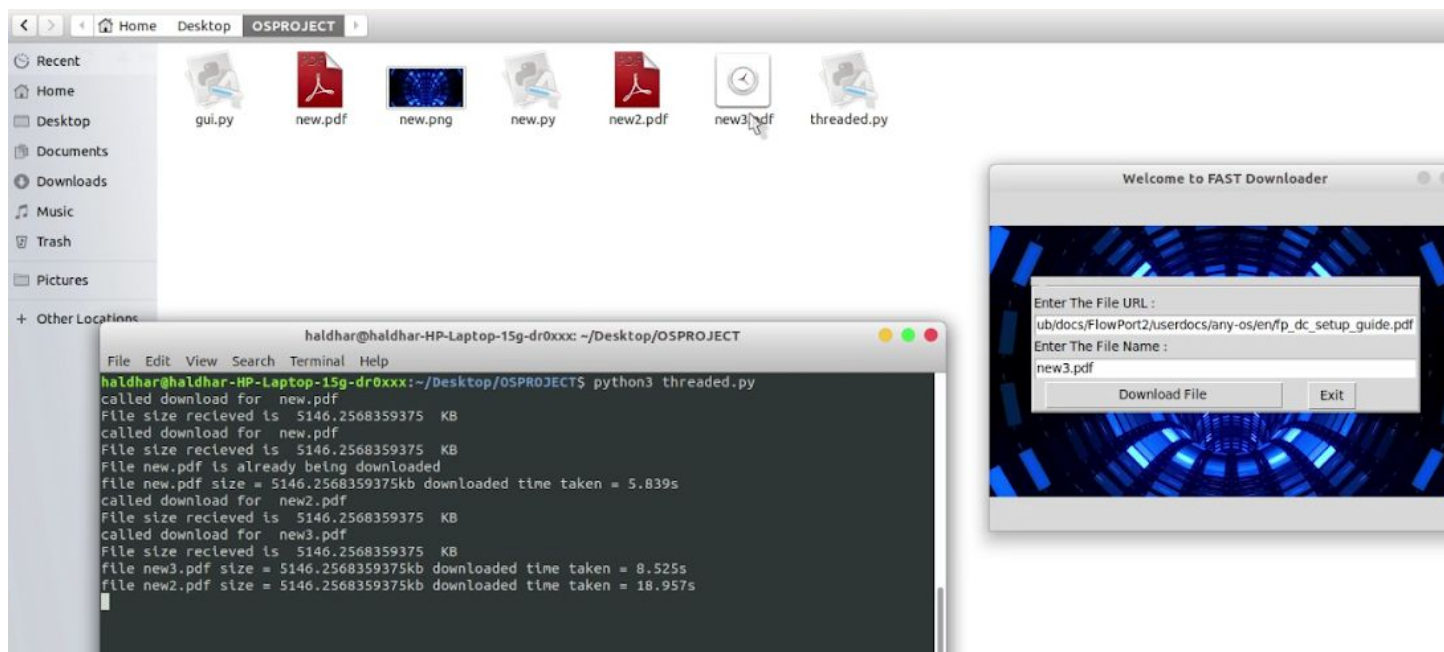 Home Desktop OSPROJECT
Recent
Home
Desktop
Documents
Downloads
Music
Trash
Pictures
+ Other Locations
gui.py new.pdf new.png new.py new2.pdf new3.pdf threaded.py
Welcome to FAST Downloader
Enter The File URL :
ub/docs/FlowPort2/userdocs/any-os/en/fp_dc_setup_guide.pdf
Enter The File Name :
new3.pdf
Download File Exit
haldhar@haldhar-HP-Laptop-15g-dr0xxx: ~/Desktop/OSPROJECT
File Edit View Search Terminal Help
haldhar@haldhar-HP-Laptop-15g-dr0xxx:~/Desktop/OSPROJECT$ python3 threaded.py
called download for new.pdf
File size recieved is 5146.2568359375 KB
called download for new.pdf
File size recieved is 5146.2568359375 KB
File new.pdf is already being downloaded
file new.pdf size = 5146.2568359375kb downloaded time taken = 5.839s
called download for new2.pdf
File size recieved is 5146.2568359375 KB
called download for new3.pdf
File size recieved is 5146.2568359375 KB
file new3.pdf size = 5146.2568359375kb downloaded time taken = 8.525s
file new2.pdf size = 5146.2568359375kb downloaded time taken = 18.957s